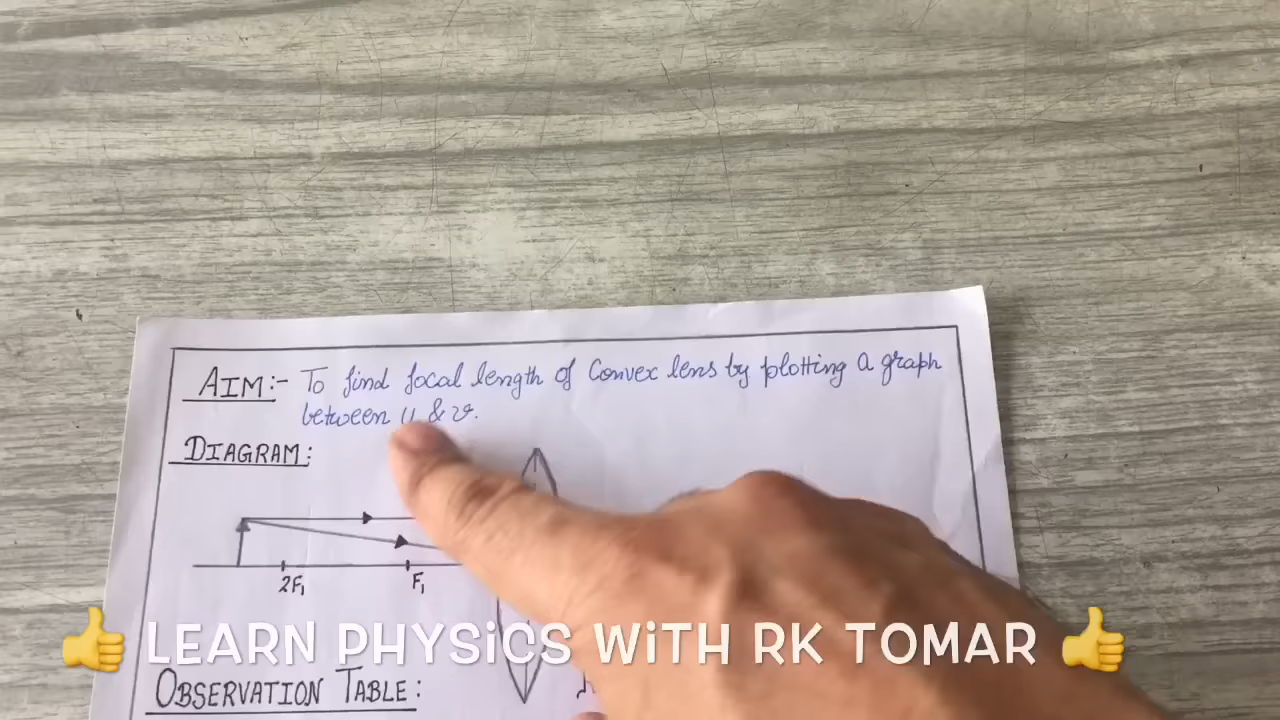 AIM:- To find focal length of Convex lens by plotting a graph
between u & v.
DIAGRAM:
2F₁
F₁
LEARN PHYSiCS WiTH RK TOMAR
OBSERVATION TABLE: